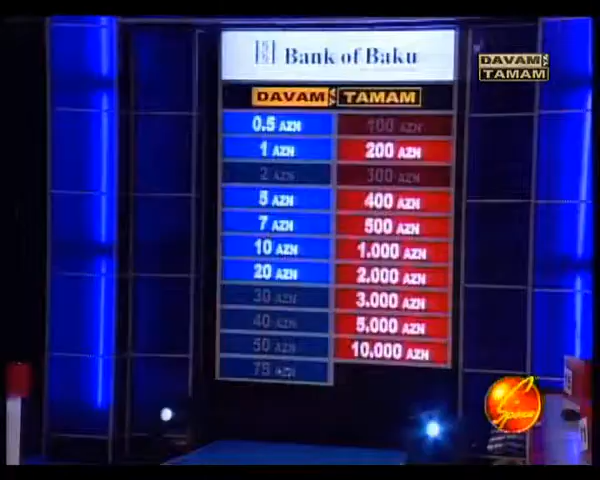 Bank of Baku
DAVAM TAMAM
DAVAM
TAMAM
0.5 AZN 100 AZN
1 AZN 200 AZN
2 AZN 300 AZN
5 AZN 400 AZN
7 AZN 500 AZN
10 AZN 1.000 AZN
20 AZN 2.000 AZN
30 AZN 3,000 AZN
40 AZN 5,000 AZN
50 AZN 10,000 AZN
75 AZN
Space